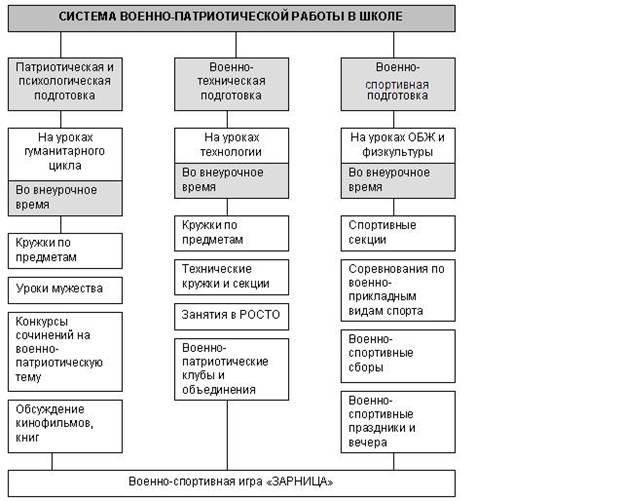 СИСТЕМА ВОЕННО-ПАТРИОТИЧЕСКОЙ РАБОТЫ В ШКОЛЕ
Патриотическая и
психологическая
подготовка
На уроках
гуманитарного
цикла
Во внеурочное
время
Кружки по
предметам
Уроки мужества
Конкурсы
сочинений на
военно-
патриотическую
тему
Обсуждение
кинофильмов,
книг
Военно-
техническая
подготовка
На уроках
технологии
Во внеурочное
время
Кружки по
предметам
Технические
кружки и секции
Занятия в РОСТО
Военно-
патриотические
клубы и
объединения
Военно-
спортивная
подготовка
На уроках ОБЖ и
физкультуры
Во внеурочное
время
Спортивные
секции
Соревнования по
военно-
прикладным
видам спорта
Военно-
спортивные
сборы
Военно-
спортивные
праздники и
вечера
Военно-спортивная игра «ЗАРНИЦА»